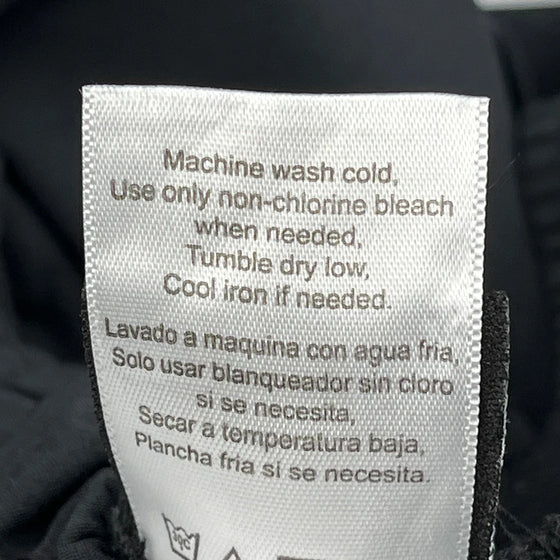 Machine wash cold,
Use only non-chlorine bleach
when needed,
Tumble dry low,
Cool iron if needed.
Lavado a maquina con agua fria,
Solo usar blanqueador sin cloro
si se necesita,
Secar a temperatura baja,
Plancha fria si se necesita.
30C